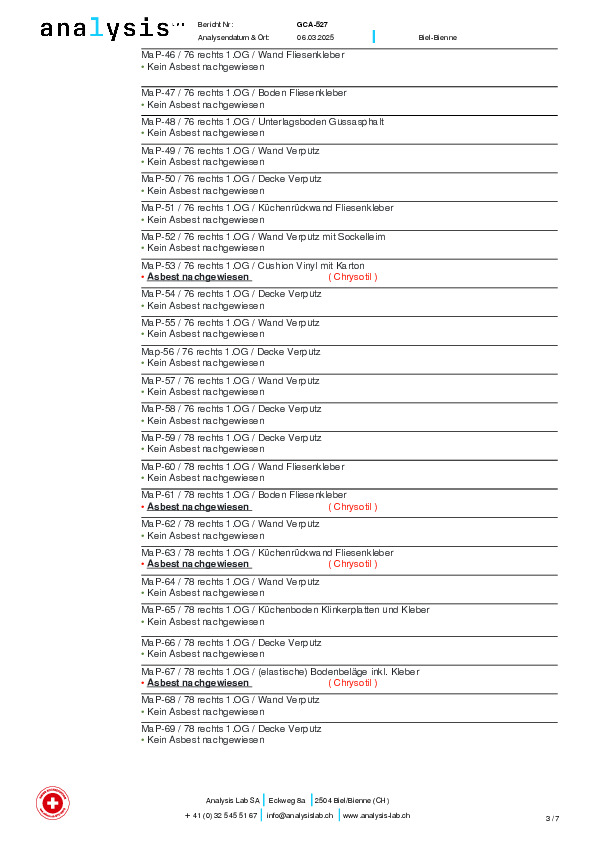 analysis
Bericht Nr: GCA-527
Analysendatum & Ort: 06.03.2025 Biel-Bienne
MaP-46 / 76 rechts 1.OG / Wand Fliesenkleber
• Kein Asbest nachgewiesen
MaP-47 / 76 rechts 1.OG / Boden Fliesenkleber
• Kein Asbest nachgewiesen
MaP-48 / 76 rechts 1.OG / Unterlagsboden Gussasphalt
• Kein Asbest nachgewiesen
MaP-49 / 76 rechts 1.OG / Wand Verputz
• Kein Asbest nachgewiesen
MaP-50 / 76 rechts 1.OG / Decke Verputz
• Kein Asbest nachgewiesen
MaP-51 / 76 rechts 1.OG / Küchenrückwand Fliesenkleber
• Kein Asbest nachgewiesen
MaP-52 / 76 rechts 1.OG / Wand Verputz mit Sockelleim
• Kein Asbest nachgewiesen
MaP-53 / 76 rechts 1.OG / Cushion Vinyl mit Karton
• Asbest nachgewiesen ( Chrysotil )
MaP-54 / 76 rechts 1.OG / Decke Verputz
• Kein Asbest nachgewiesen
MaP-55 / 76 rechts 1.OG / Wand Verputz
• Kein Asbest nachgewiesen
Map-56 / 76 rechts 1.OG / Decke Verputz
• Kein Asbest nachgewiesen
MaP-57 / 76 rechts 1.OG / Wand Verputz
• Kein Asbest nachgewiesen
MaP-58 / 76 rechts 1.OG / Decke Verputz
• Kein Asbest nachgewiesen
MaP-59 / 78 rechts 1.OG / Decke Verputz
• Kein Asbest nachgewiesen
MaP-60 / 78 rechts 1.OG / Wand Fliesenkleber
• Kein Asbest nachgewiesen
MaP-61 / 78 rechts 1.OG / Boden Fliesenkleber
• Asbest nachgewiesen ( Chrysotil )
MaP-62 / 78 rechts 1.OG / Wand Verputz
• Kein Asbest nachgewiesen
MaP-63 / 78 rechts 1.OG / Küchenrückwand Fliesenkleber
• Asbest nachgewiesen ( Chrysotil )
MaP-64 / 78 rechts 1.OG / Wand Verputz
• Kein Asbest nachgewiesen
MaP-65 / 78 rechts 1.OG / Küchenboden Klinkerplatten und Kleber
• Kein Asbest nachgewiesen
MaP-66 / 78 rechts 1.OG / Decke Verputz
• Kein Asbest nachgewiesen
MaP-67 / 78 rechts 1.OG / (elastische) Bodenbeläge inkl. Kleber
• Asbest nachgewiesen ( Chrysotil )
MaP-68 / 78 rechts 1.OG / Wand Verputz
• Kein Asbest nachgewiesen
MaP-69 / 78 rechts 1.OG / Decke Verputz
• Kein Asbest nachgewiesen
Analysis Lab SA Eckweg 8a 2504 Biel/Bienne (CH)
+ 41 (0) 32 545 51 67 info@analysislab.ch www.analysis-lab.ch
3 / 7